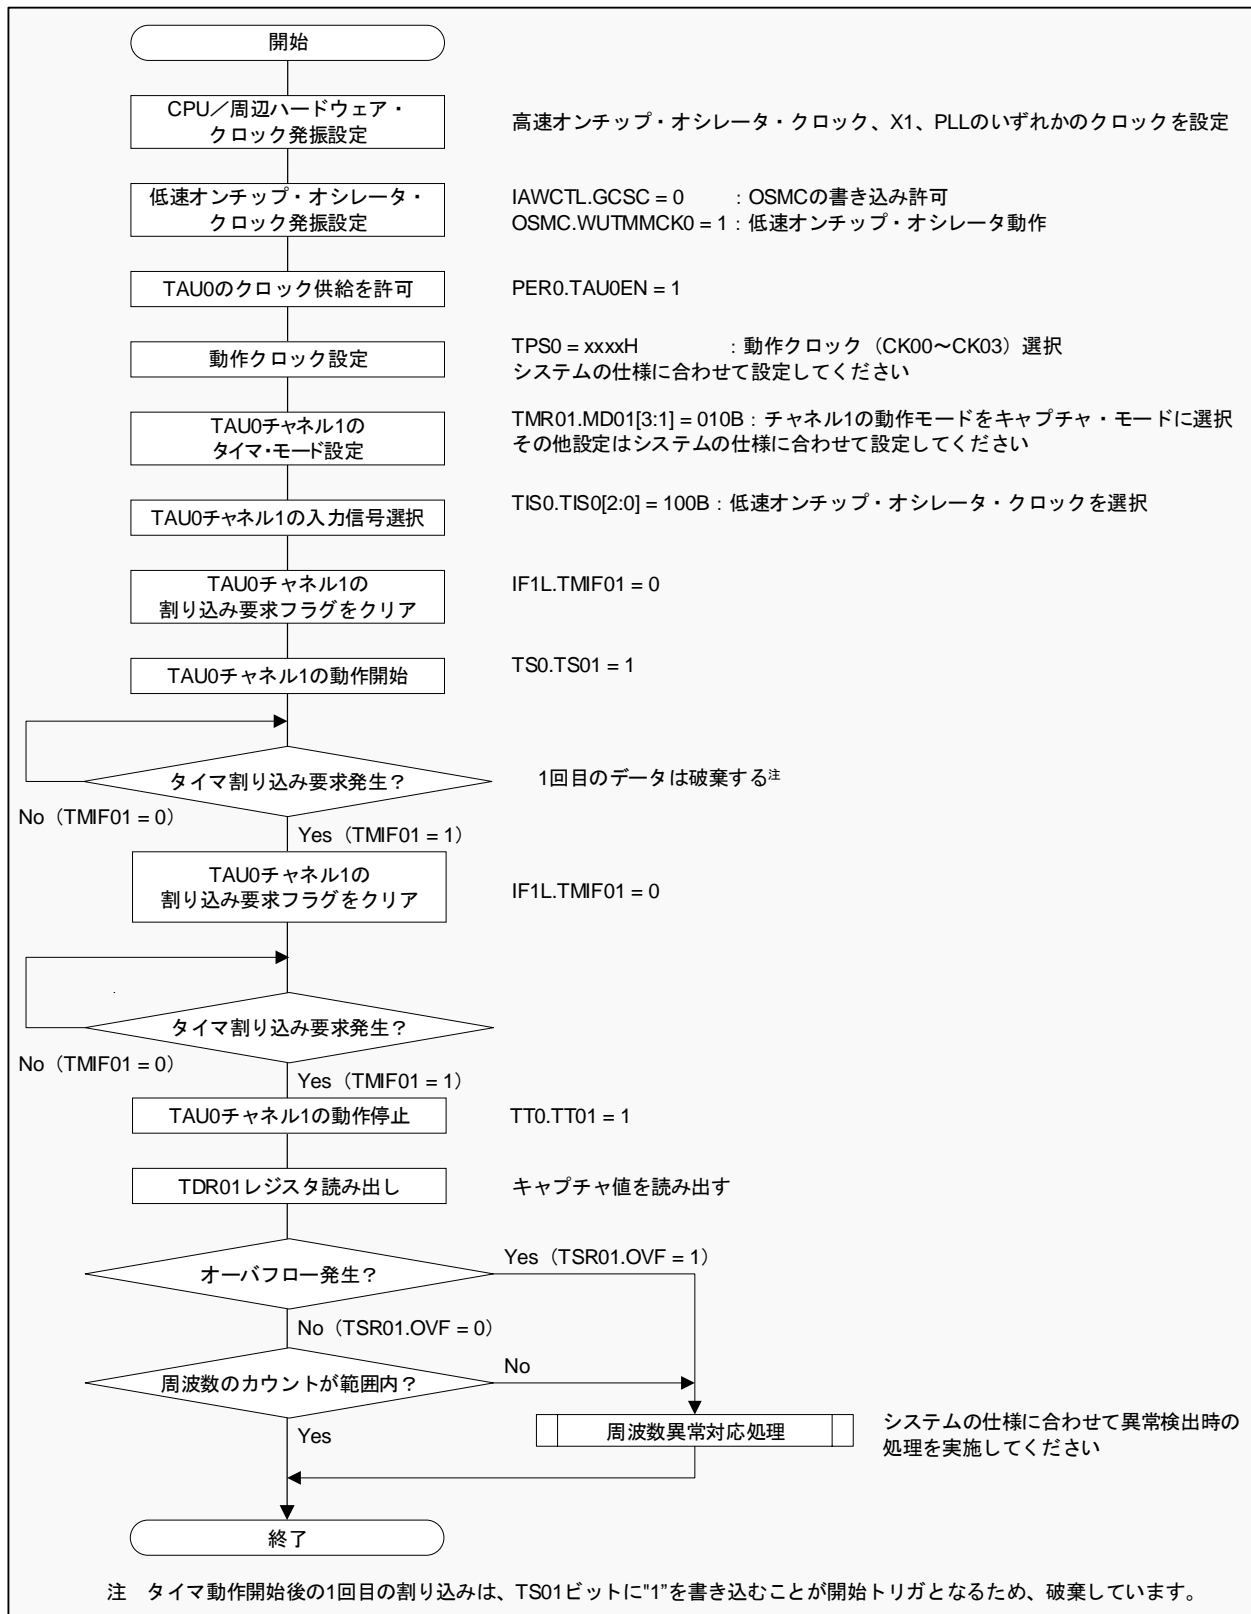 開始
CPU／周辺ハードウェア・
クロック発振設定
高速オンチップ・オシレータ・クロック、X1、PLLのいずれかのクロックを設定
低速オンチップ・オシレータ・
クロック発振設定
IAWCTL.GCSC = 0 ：OSMCの書き込み許可
OSMC.WUTMMCK0 = 1：低速オンチップ・オシレータ動作
TAU0のクロック供給を許可
PER0.TAU0EN = 1
動作クロック設定
TPS0 = xxxxH ：動作クロック（CK00～CK03）選択
システムの仕様に合わせて設定してください
TAU0チャネル1の
タイマ・モード設定
TMR01.MD01[3:1] = 010B：チャネル1の動作モードをキャプチャ・モードに選択
その他設定はシステムの仕様に合わせて設定してください
TAU0チャネル1の入力信号選択
TIS0.TIS0[2:0] = 100B：低速オンチップ・オシレータ・クロックを選択
TAU0チャネル1の
割り込み要求フラグをクリア
IF1L.TMIF01 = 0
TAU0チャネル1の動作開始
TS0.TS01 = 1
タイマ割り込み要求発生？
1回目のデータは破棄する注
No（TMIF01 = 0）
Yes（TMIF01 = 1）
TAU0チャネル1の
割り込み要求フラグをクリア
IF1L.TMIF01 = 0
タイマ割り込み要求発生？
No（TMIF01 = 0）
Yes（TMIF01 = 1）
TAU0チャネル1の動作停止
TT0.TT01 = 1
TDR01レジスタ読み出し
キャプチャ値を読み出す
オーバフロー発生？
Yes（TSR01.OVF = 1）
No（TSR01.OVF = 0）
周波数のカウントが範囲内？
No
Yes
周波数異常対応処理
システムの仕様に合わせて異常検出時の
処理を実施してください
終了
注 タイマ動作開始後の1回目の割り込みは、TS01ビットに"1"を書き込むことが開始トリガとなるため、破棄しています。